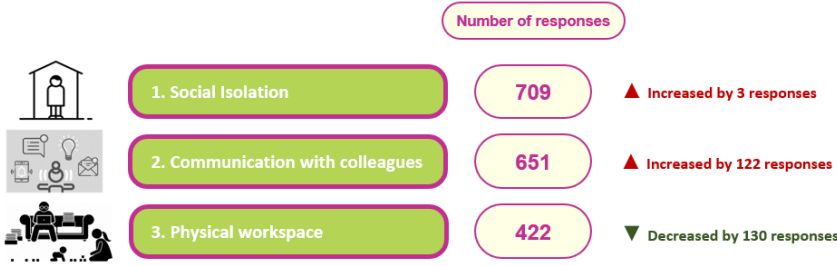 Number of responses
1. Social Isolation
709
▲ Increased by 3 responses
2. Communication with colleagues
651
▲ Increased by 122 responses
3. Physical workspace
422
▼ Decreased by 130 responses